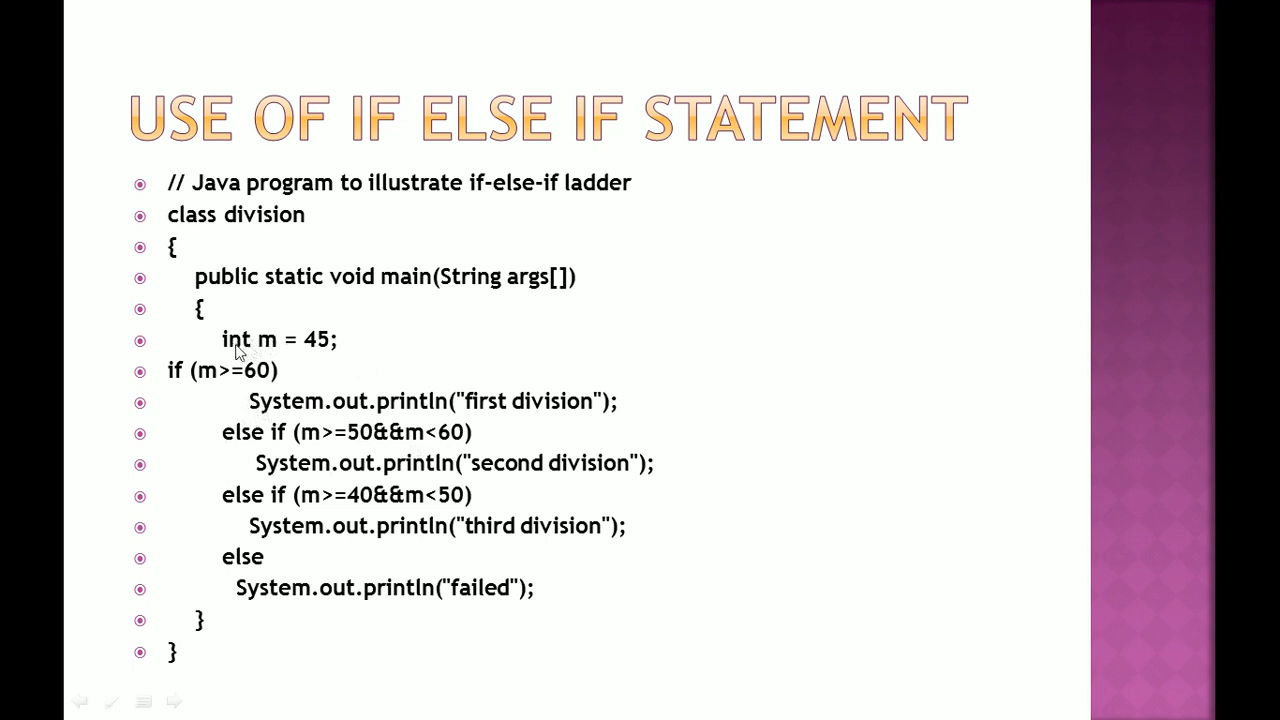 USE OF IF ELSE IF STATEMENT
// Java program to illustrate if-else-if ladder
class division
{
public static void main(String args[])
{
int m = 45;
if (m>=60)
System.out.println("first division");
else if (m>=50&&m<60)
System.out.println("second division");
else if (m>=40&&m<50)
System.out.println("third division");
else
System.out.println("failed");
}
}